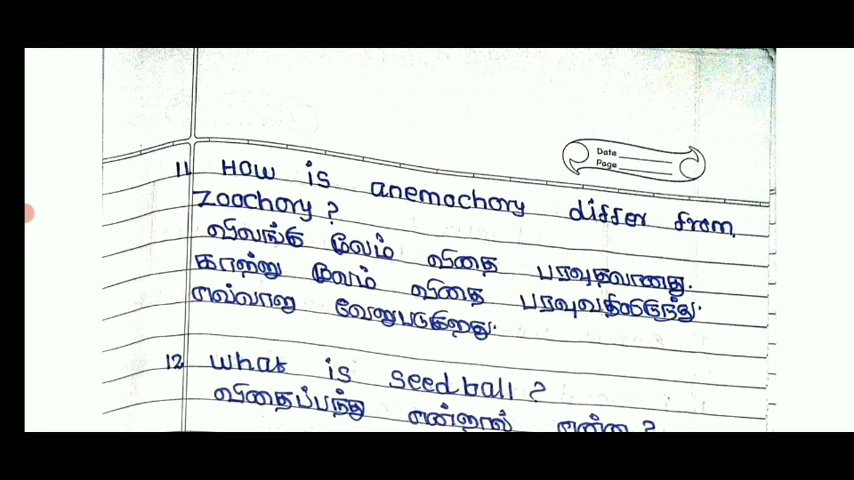 Date
Page
11 How is anemochory differ from
Zoochory?
விலங்கு மூலம் விதை பரவுதலானது.
காற்று மூலம் விதை பரவுவதிலிருந்து.
எவ்வாறு வேறுபடுகிறது.
12 What is seed ball?
விதைப்பந்து என்றால் என்ன?